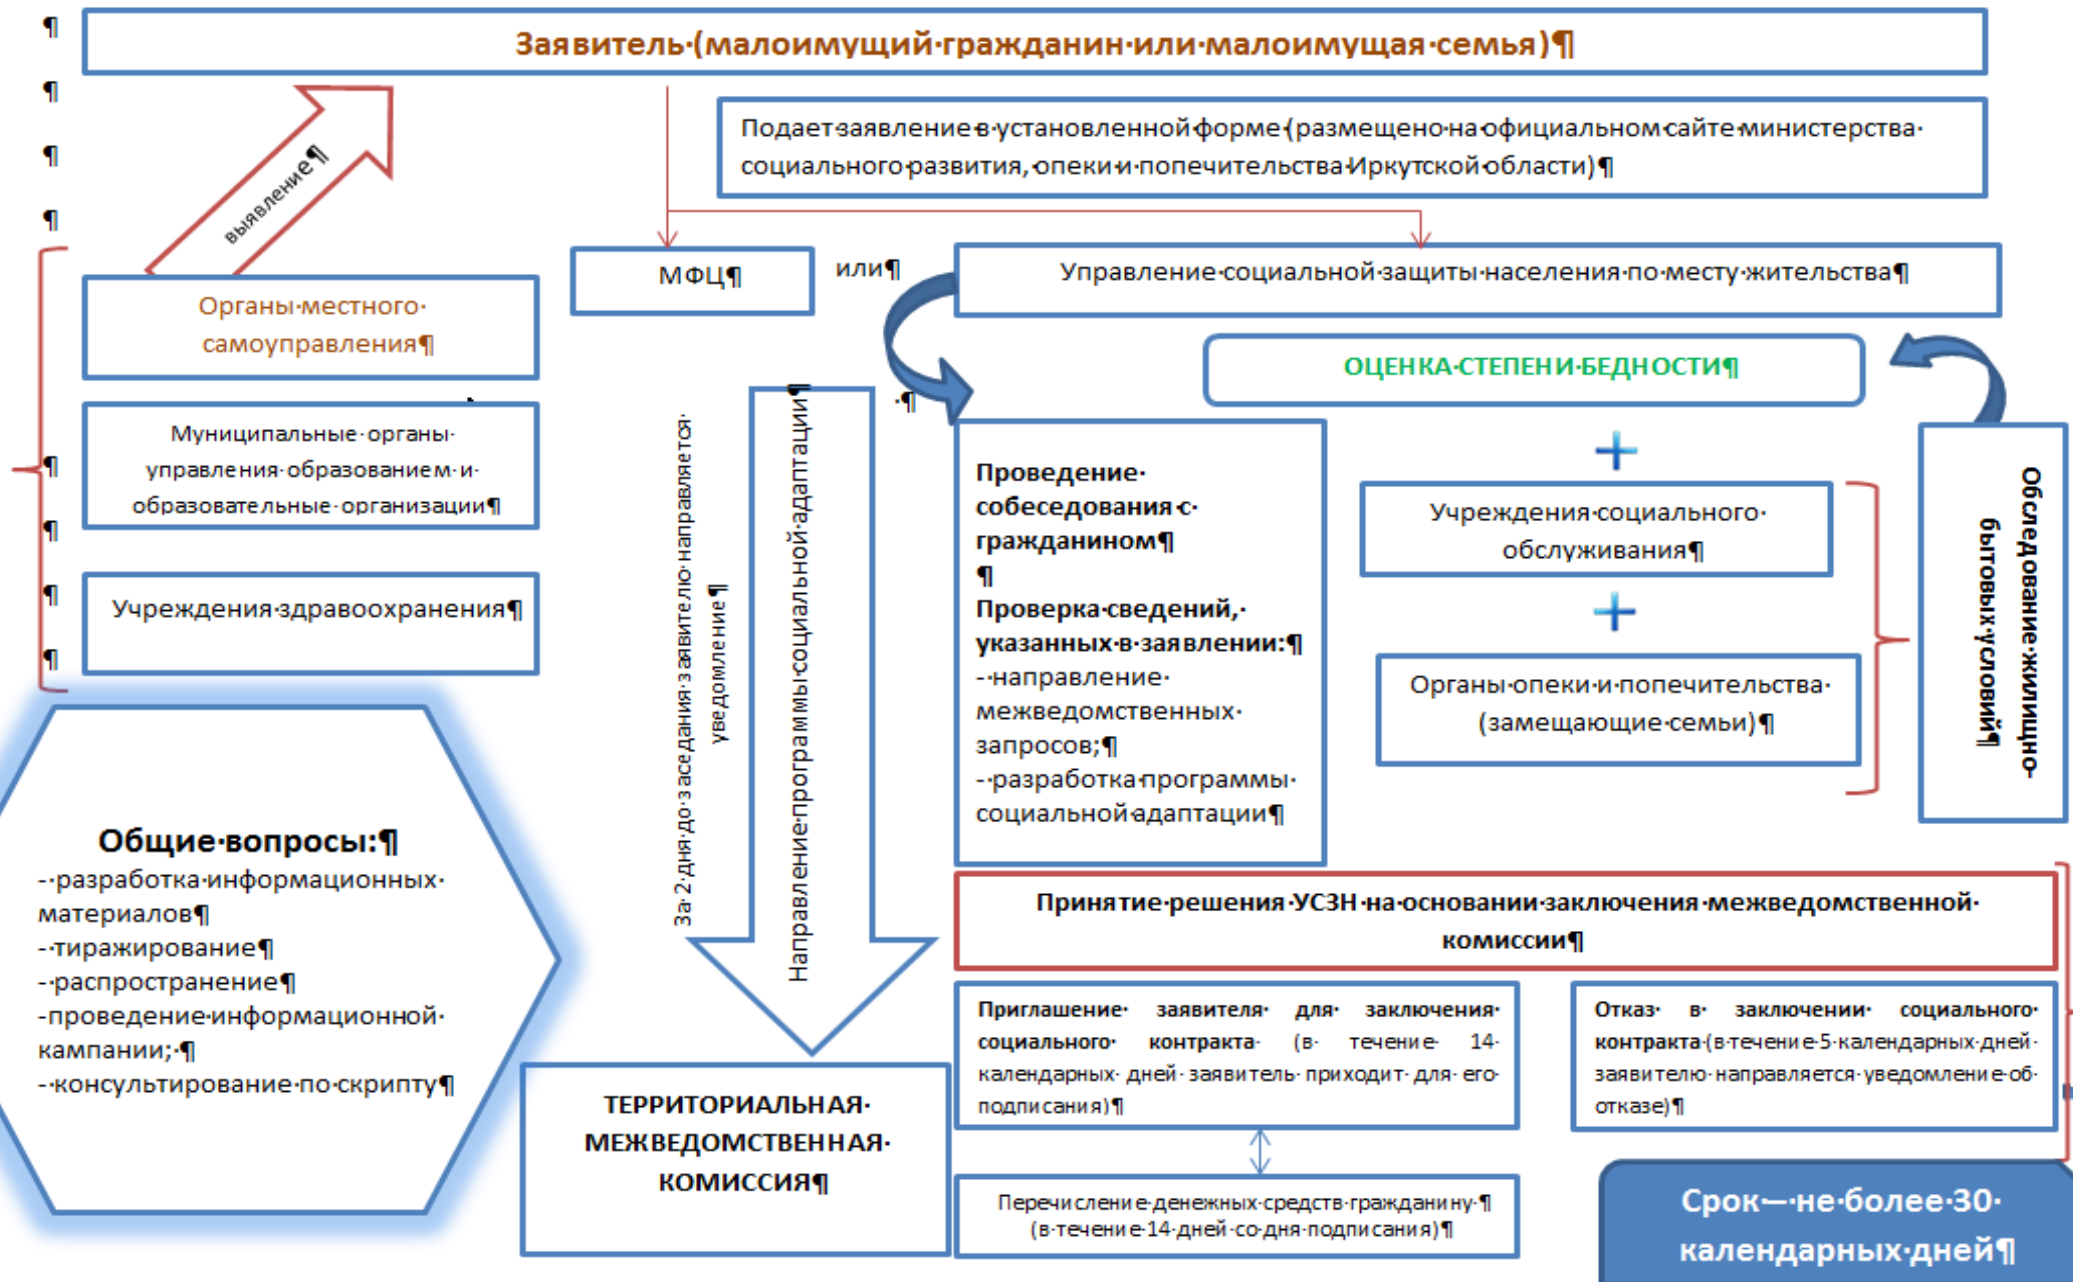 Заявитель (малоимущий гражданин или малоимущая семья)¶
¶
¶
¶
¶
Подает заявление в установленной форме (размещено на официальном сайте министерства
социального развития, опеки и попечительства Иркутской области)¶
выявление¶
МФЦ¶
или¶
Управление социальной защиты населения по месту жительства¶
Органы местного
самоуправления¶
Муниципальные органы
управления образованием и
образовательные организации¶
Учреждения здравоохранения¶
¶
¶
¶
¶
За 2 дня до заседания заявителю направляется
уведомление¶
Направление программы социальной адаптации¶
¶
ОЦЕНКА СТЕПЕНИ БЕДНОСТИ¶
Проведение
собеседования с
гражданином¶
¶
Проверка сведений,
указанных в заявлении:¶
- направление
межведомственных
запросов;¶
- разработка программы
социальной адаптации¶
Учреждения социального
обслуживания¶
Органы опеки и попечительства
(замещающие семьи)¶
Обследование жилищно-
бытовых условий¶
Общие вопросы:¶
- разработка информационных
материалов¶
- тиражирование¶
- распространение¶
-проведение информационной
кампании; ¶
- консультирование по скрипту¶
Принятие решения УСЗН на основании заключения межведомственной
комиссии¶
Приглашение заявителя для заключения
социального контракта (в течение 14
календарных дней заявитель приходит для его
подписания)¶
Отказ в заключении социального
контракта (в течение 5 календарных дней
заявителю направляется уведомление об
отказе)¶
ТЕРРИТОРИАЛЬНАЯ
МЕЖВЕДОМСТВЕННАЯ
КОМИССИЯ¶
Перечисление денежных средств гражданину ¶
(в течение 14 дней со дня подписания)¶
Срок — не более 30
календарных дней¶